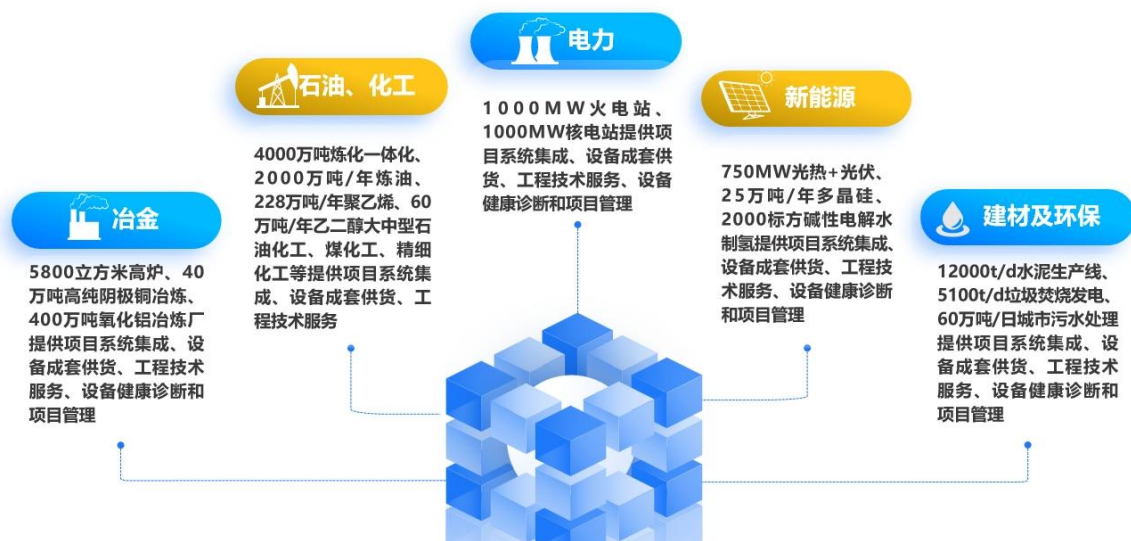 冶金
5800立方米高炉、40
万吨高纯阴极铜冶炼、
400万吨氧化铝冶炼厂
提供项目系统集成、设
备成套供货、工程技术
服务、设备健康诊断和
项目管理
石油、化工
4000万吨炼化一体化、
2000万吨/年炼油、
228万吨/年聚乙烯、60
万吨/年乙二醇大中型石
油化工、煤化工、精细
化工等提供项目系统集
成、设备成套供货、工
程技术服务
电力
1000MW火电站、
1000MW核电站提供项
目系统集成、设备成套供
货、工程技术服务、设备
健康诊断和项目管理
新能源
750MW光热+光伏、
25万吨/年多晶硅、
2000标方碱性电解水
制氢提供项目系统集成、
设备成套供货、工程技
术服务、设备健康诊断
和项目管理
建材及环保
12000t/d水泥生产线、
5100t/d垃圾焚烧发电、
60万吨/日城市污水处理
提供项目系统集成、设
备成套供货、工程技术
服务、设备健康诊断和
项目管理